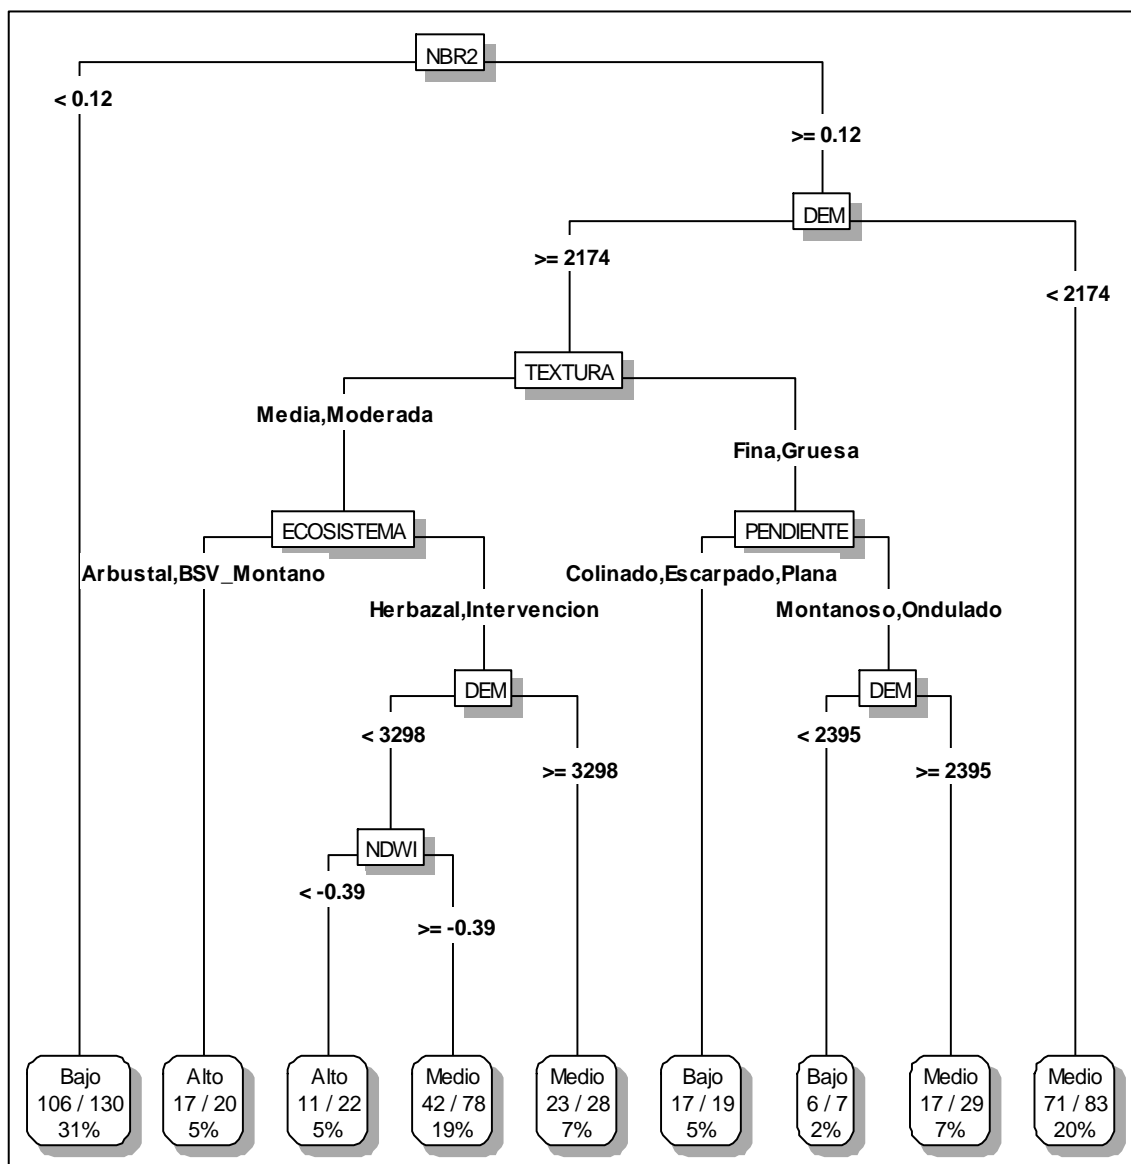 NBR2
< 0.12
>= 0.12
DEM
>= 2174
< 2174
TEXTURA
Media,Moderada
Fina,Gruesa
ECOSISTEMA
PENDIENTE
Arbustal,BSV_Montano
Colinado,Escarpado,Plana
Herbazal,Intervencion
Montanoso,Ondulado
DEM
DEM
< 3298
< 2395
>= 3298
>= 2395
NDWI
< -0.39
>= -0.39
Bajo
106 / 130
31%
Alto
17 / 20
5%
Alto
11 / 22
5%
Medio
42 / 78
19%
Medio
23 / 28
7%
Bajo
17 / 19
5%
Bajo
6 / 7
2%
Medio
17 / 29
7%
Medio
71 / 83
20%